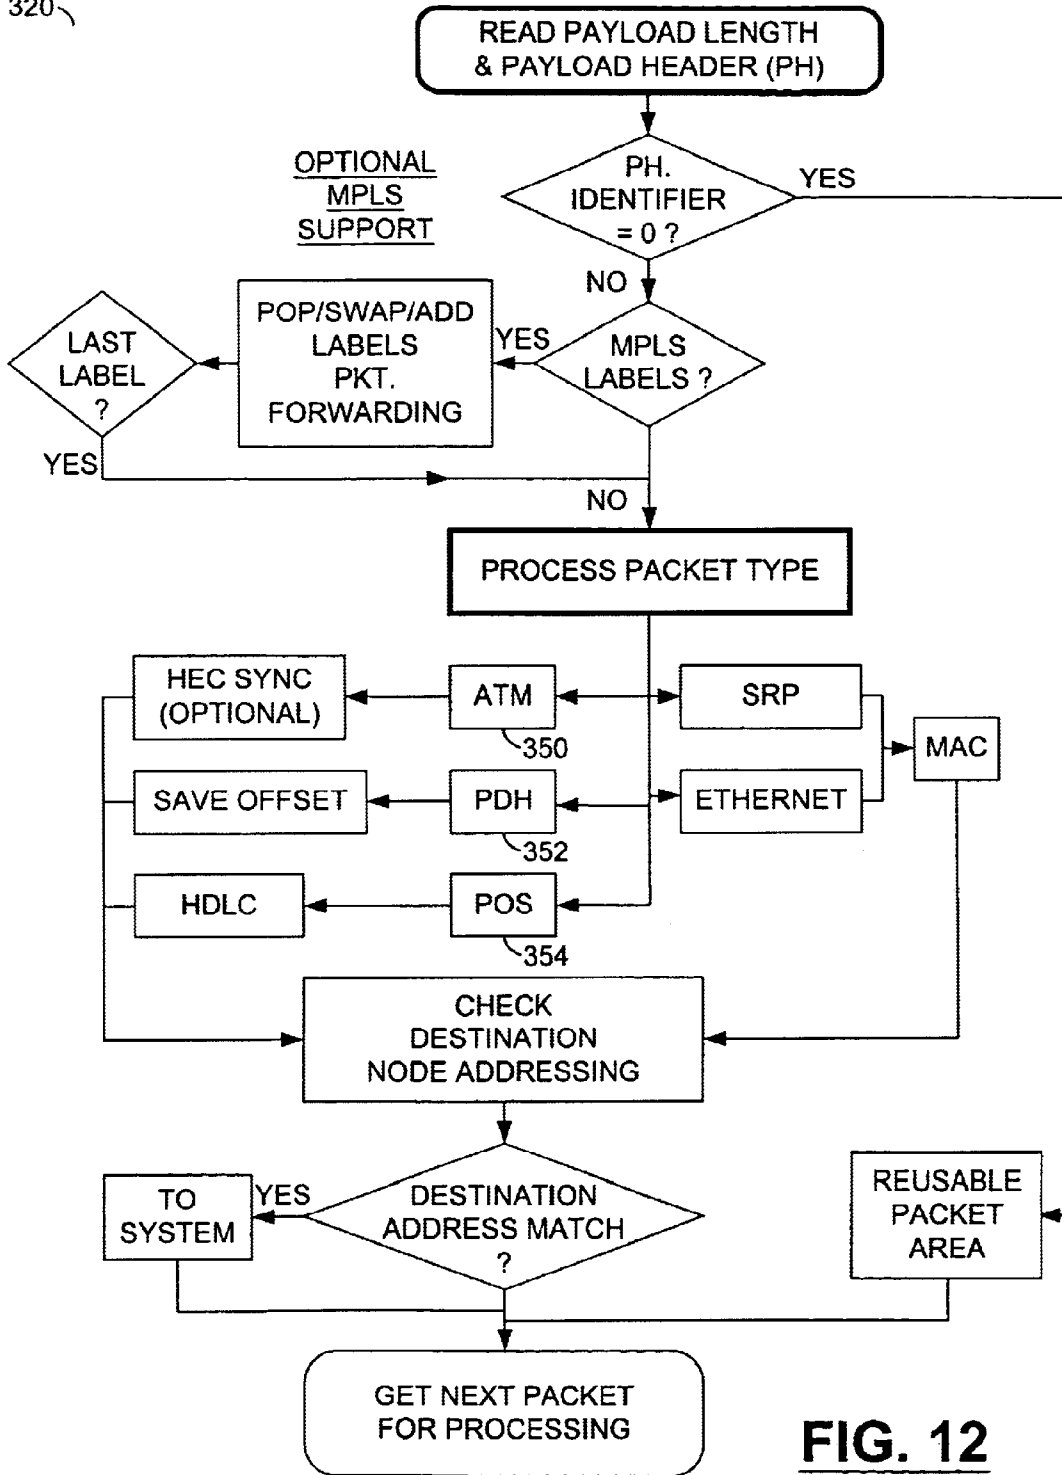 320
READ PAYLOAD LENGTH
& PAYLOAD HEADER (PH)
OPTIONAL
MPLS
SUPPORT
PH.
IDENTIFIER
= 0 ?
YES
NO
LAST
LABEL
?
POP/SWAP/ADD
LABELS
PKT.
FORWARDING
YES
MPLS
LABELS ?
YES
NO
PROCESS PACKET TYPE
HEC SYNC
(OPTIONAL)
ATM
350
SRP
MAC
SAVE OFFSET
PDH
352
ETHERNET
HDLC
POS
354
CHECK
DESTINATION
NODE ADDRESSING
TO
SYSTEM
YES
DESTINATION
ADDRESS MATCH
?
REUSABLE
PACKET
AREA
GET NEXT PACKET
FOR PROCESSING
FIG. 12